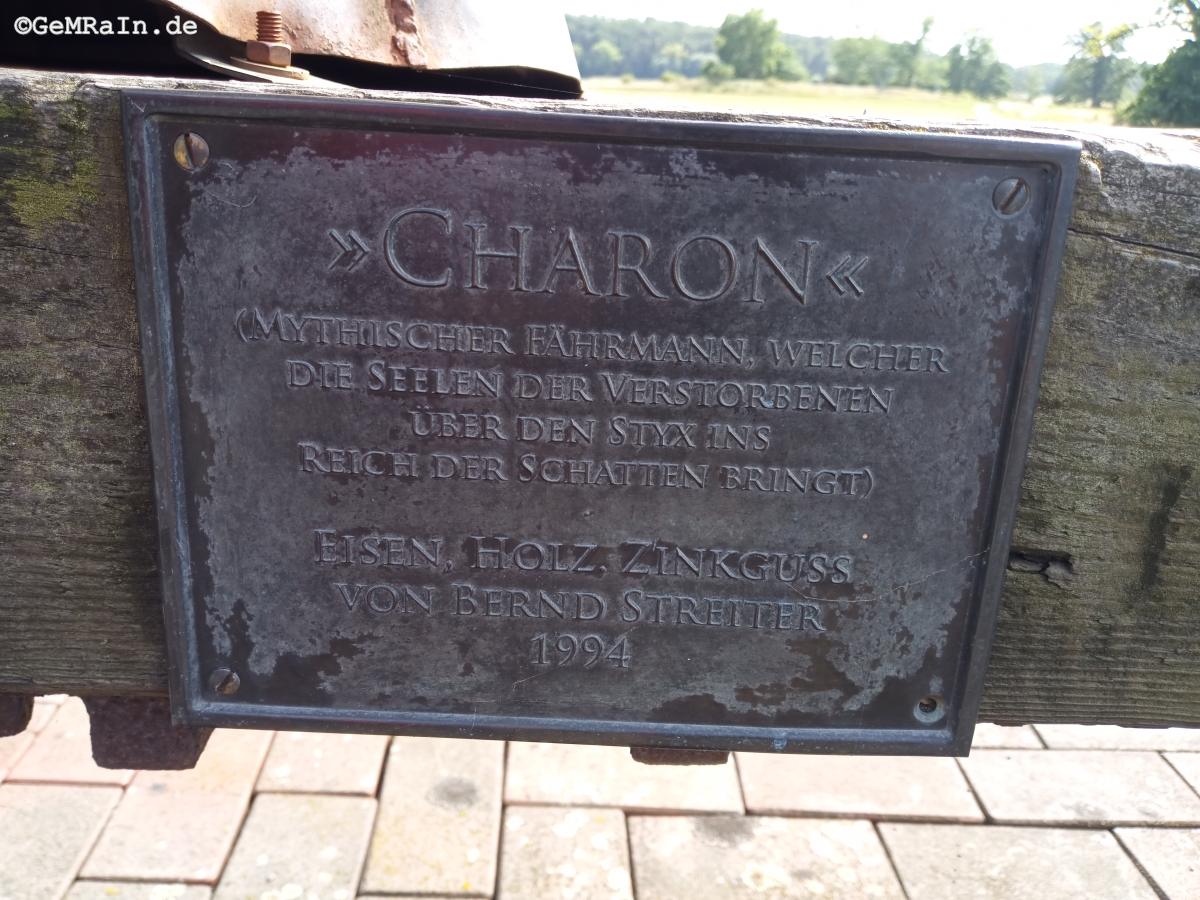 ©GeMRaIn.de
»CHARON«
(MYTHISCHER FÄHRMANN, WELCHER
DIE SEELEN DER VERSTORBENEN
ÜBER DEN STYX INS
REICH DER SCHATTEN BRINGT)
EISEN, HOLZ, ZINKGUSS
VON BERND STREITER
1994